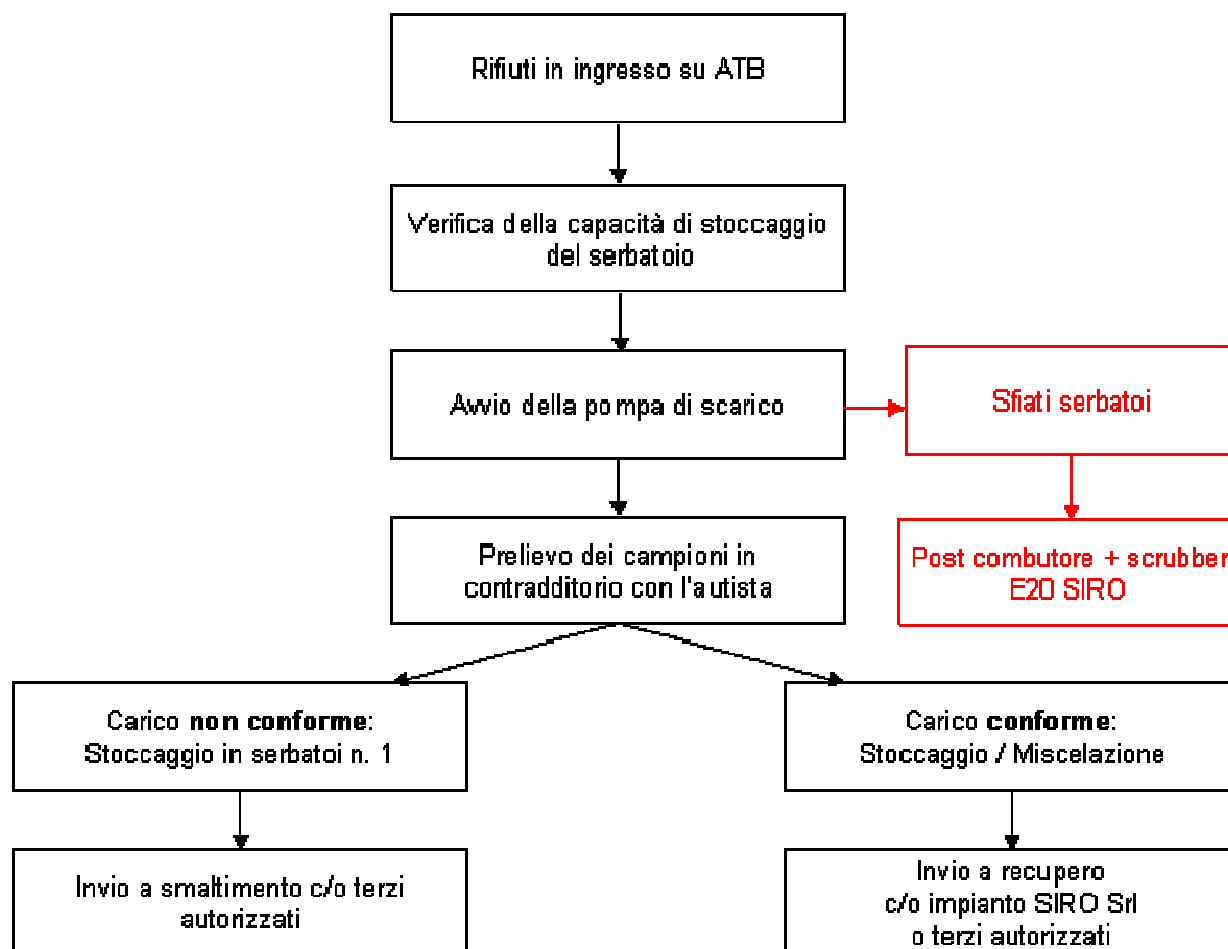 Rifiuti in ingresso su ATB
Verifica della capacità di stoccaggio
del serbatoio
Avvio della pompa di scarico
Sfiati serbatoi
Prelievo dei campioni in
contradditorio con l'autista
Post combutore + scrubber
E20 SIRO
Carico non conforme:
Stoccaggio in serbatoi n. 1
Carico conforme:
Stoccaggio / Miscelazione
Invio a smaltimento c/o terzi
autorizzati
Invio a recupero
c/o impianto SIRO Srl
o terzi autorizzati